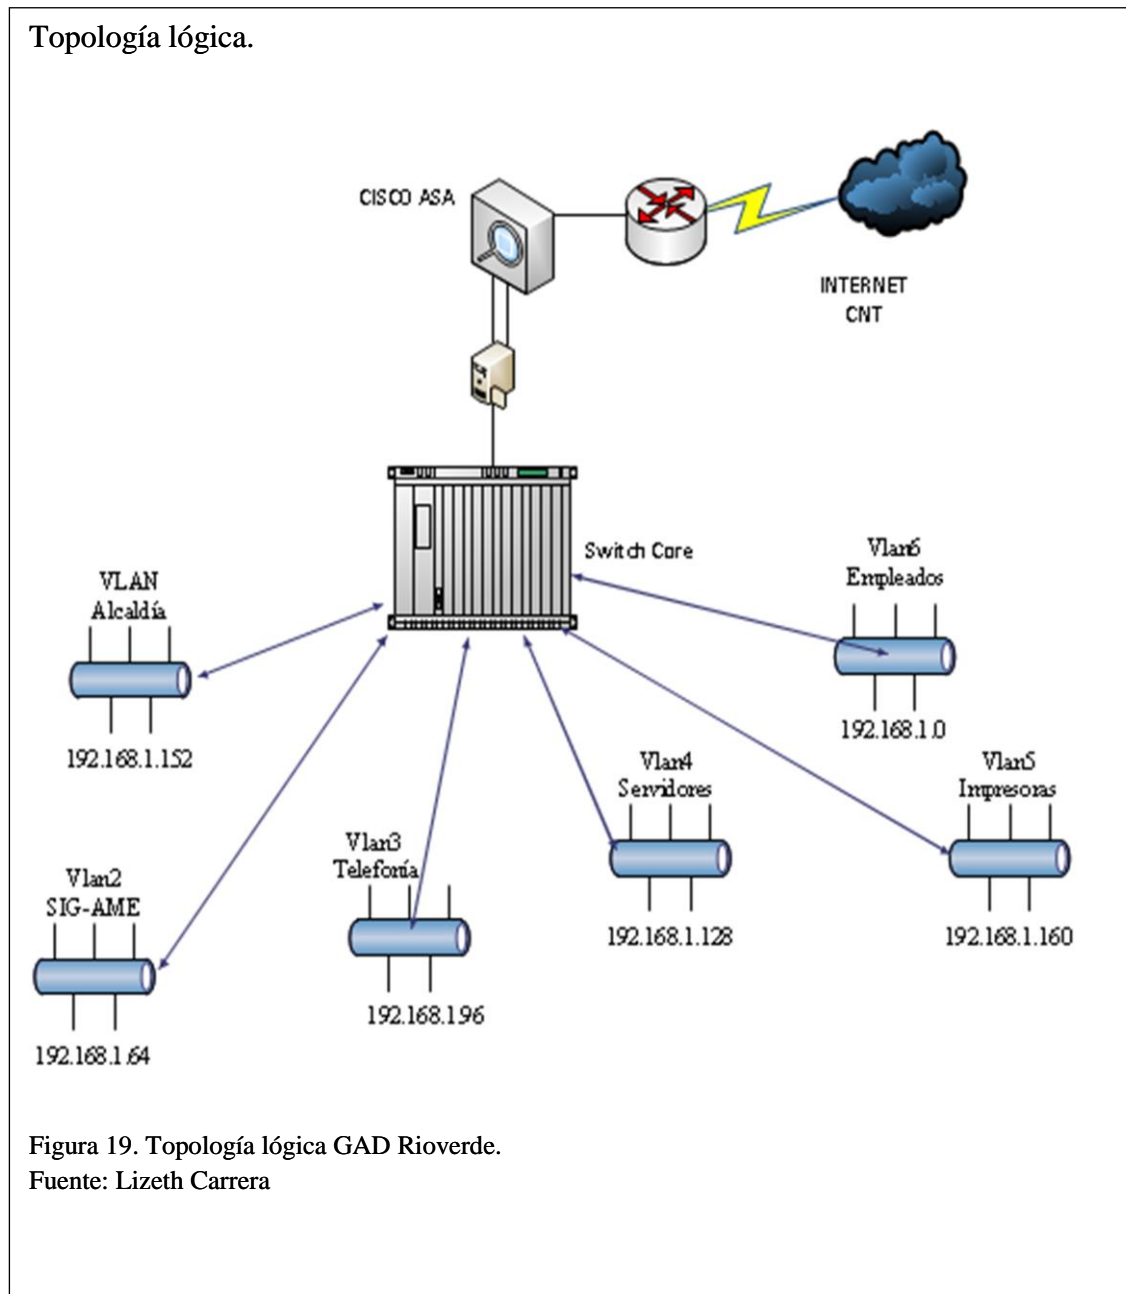 Topología lógica.
CISCO ASA
INTERNET
CNT
Switch Core
Vlan6
Empleados
192.168.1.0
VLAN
Alcaldía
192.168.1.152
Vlan4
Servidores
192.168.1.128
Vlan5
Impresoras
192.168.1.160
Vlan3
Telefonía
192.168.1.96
Vlan2
SIG-AME
192.168.1.64
Figura 19. Topología lógica GAD Rioverde.
Fuente: Lizeth Carrera